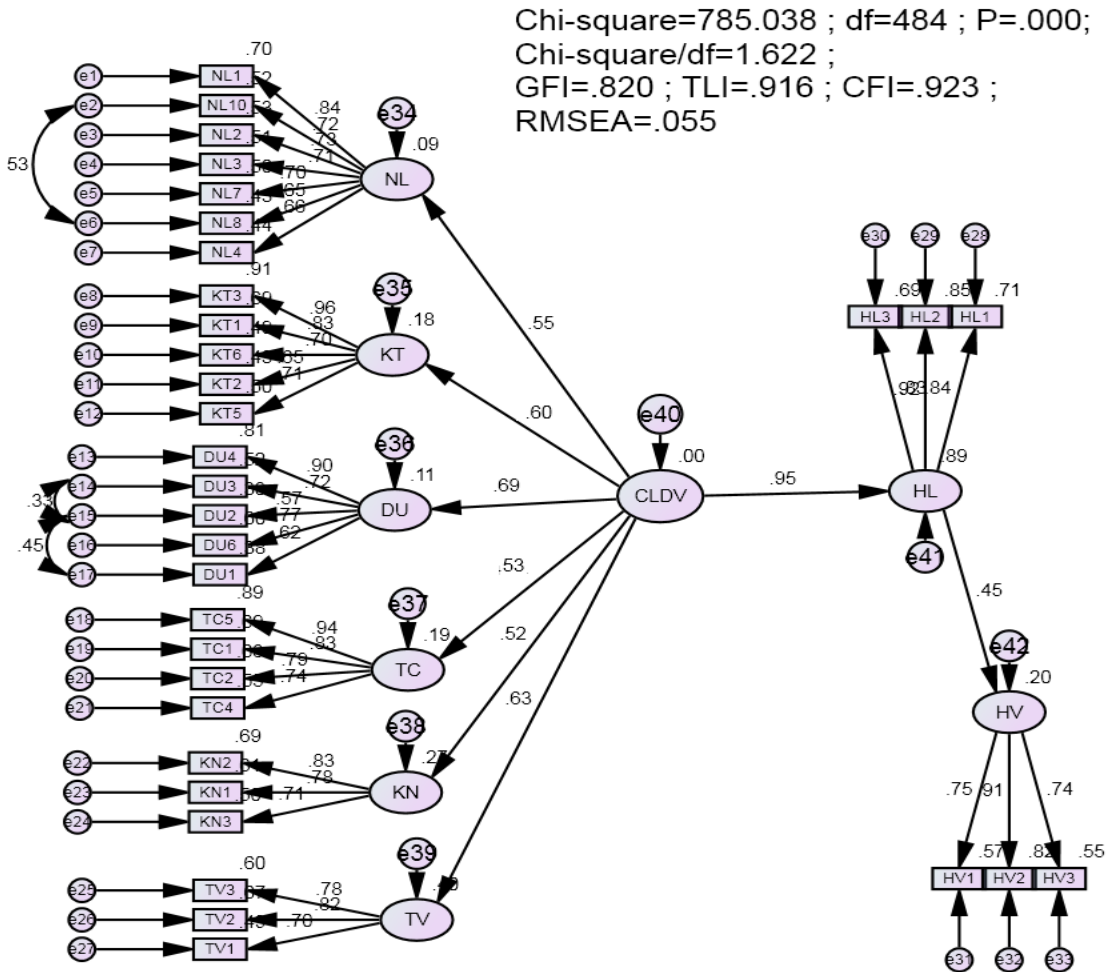 Chi-square=785.038 ; df=484 ; P=.000;
Chi-square/df=1.622 ;
GFI=.820 ; TLI=.916 ; CFI=.923 ;
RMSEA=.055
.70
e1 NL1
e2 NL10
e3 NL2
e4 NL3
e5 NL7
e6 NL8
e7 NL4
53
.84
.72
.73
.71
.70
.65
.66
e34
.09
NL
.55
.91
e8 KT3
e9 KT1
e10 KT6
e11 KT2
e12 KT5
.96
.83
.70
.71
e35
.18
KT
.60
.81
e13 DU4
e14 DU3
e15 DU2
e16 DU6
e17 DU1
.33
.45
.90
.72
.57
.77
.62
e36
.11
DU
.69
.89
e18 TC5
e19 TC1
e20 TC2
e21 TC4
.94
.83
.79
.74
e37
.19
TC
.53
.69
e22 KN2
e23 KN1
e24 KN3
.83
.78
.71
e38
.27
KN
.52
.60
e25 TV3
e26 TV2
e27 TV1
.78
.82
.70
e39
TV
.63
e40
.00
CLDV
.95
e30 e29 e28
.69 .85 .71
HL3 HL2 HL1
.84
.89
HL
e41
.45
e42
.20
HV
.75 .91 .74
.57 .82 .55
HV1 HV2 HV3
e31 e32 e33